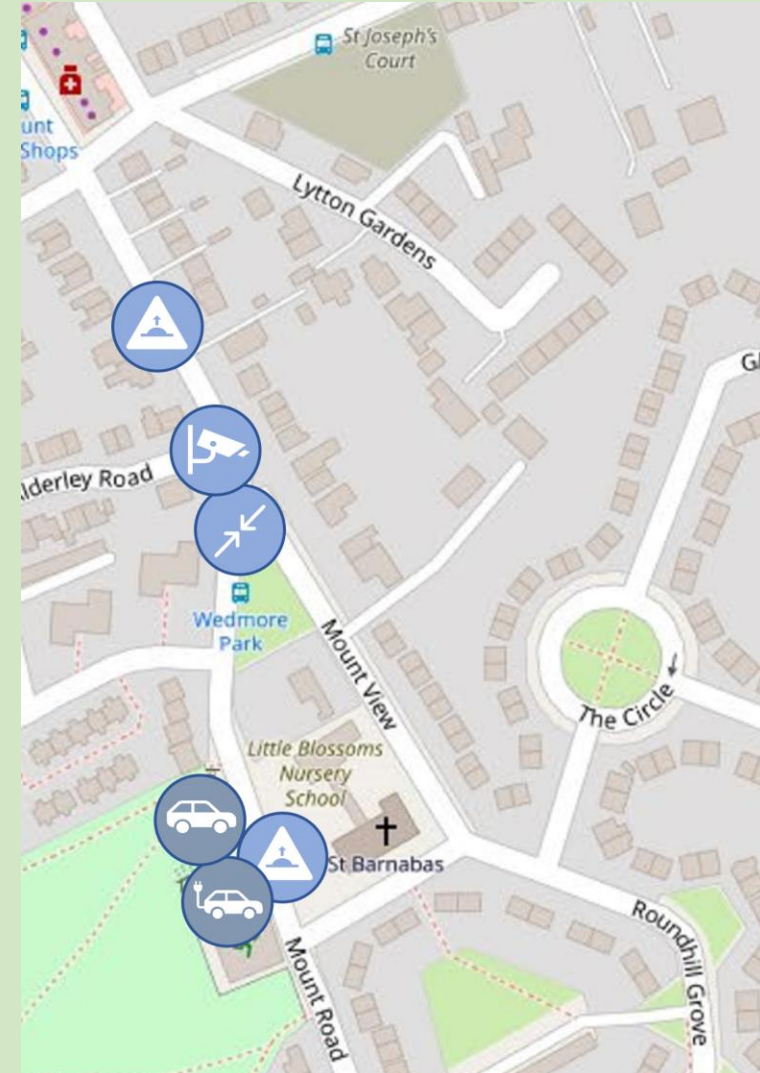 St Joseph's
Court
unt
Shops
Lytton Gardens
lderley Road
Wedmore
Park
Mount View
The Circle
Little Blossoms
Nursery
School
St Barnabas
Roundhill Grove
Mount Road